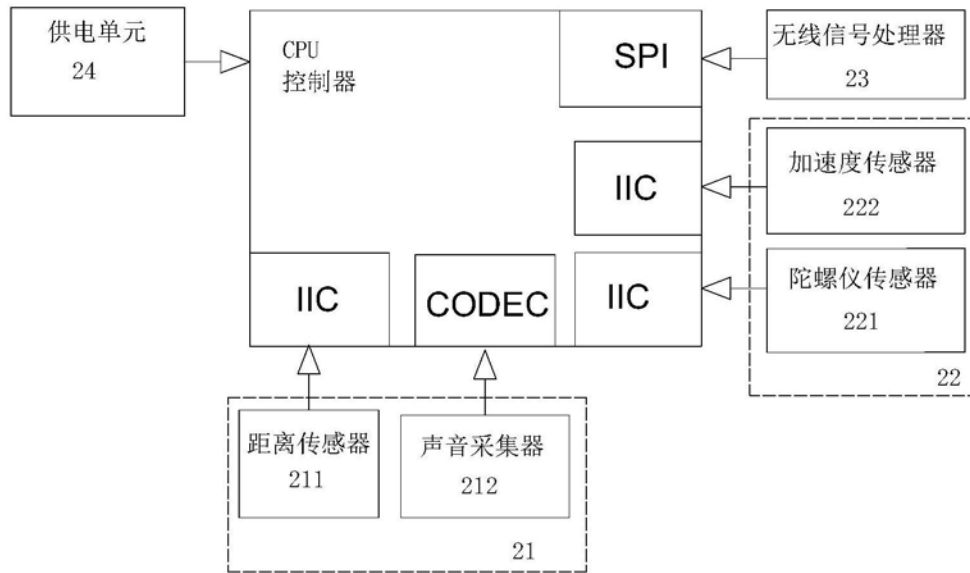 供电单元
24
CPU
控制器
SPI
无线信号处理器
23
IIC
加速度传感器
222
IIC
CODEC
IIC
陀螺仪传感器
221
22
距离传感器
211
声音采集器
212
21